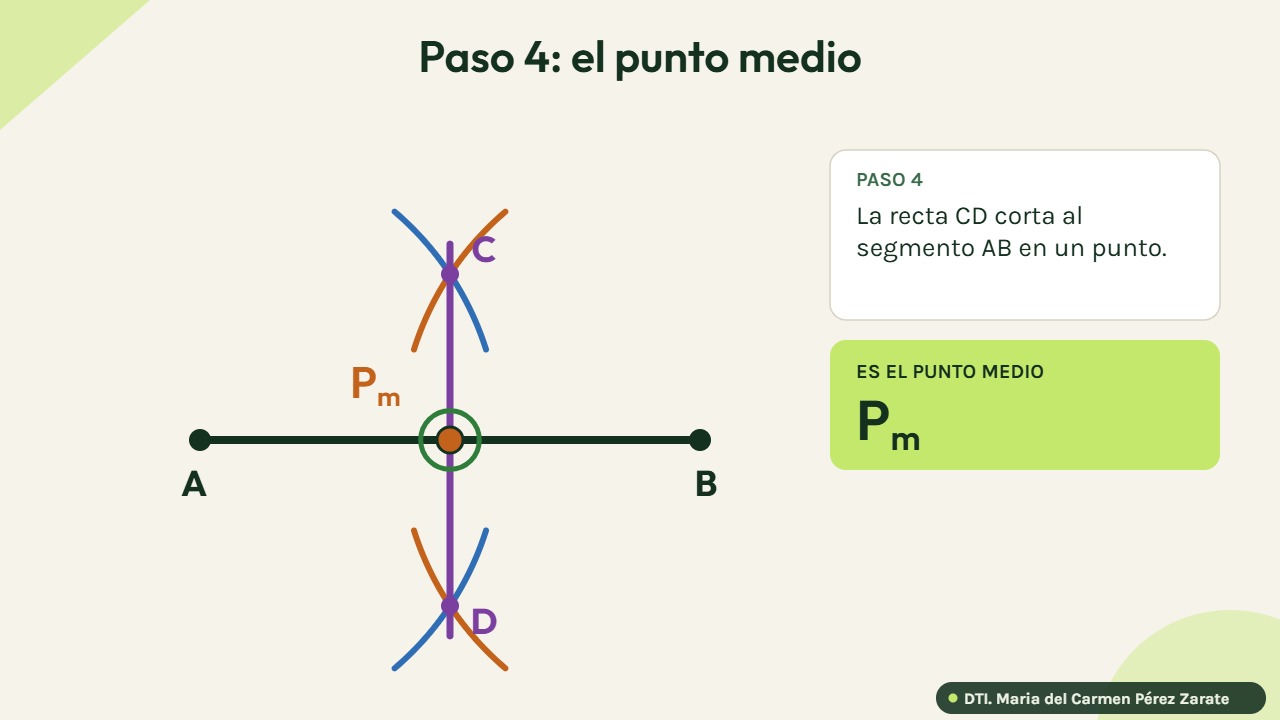 Paso 4: el punto medio
PASO 4
La recta CD corta al
segmento AB en un punto.
C
Pm
ES EL PUNTO MEDIO
Pm
A
B
D
DTI. Maria del Carmen Pérez Zarate